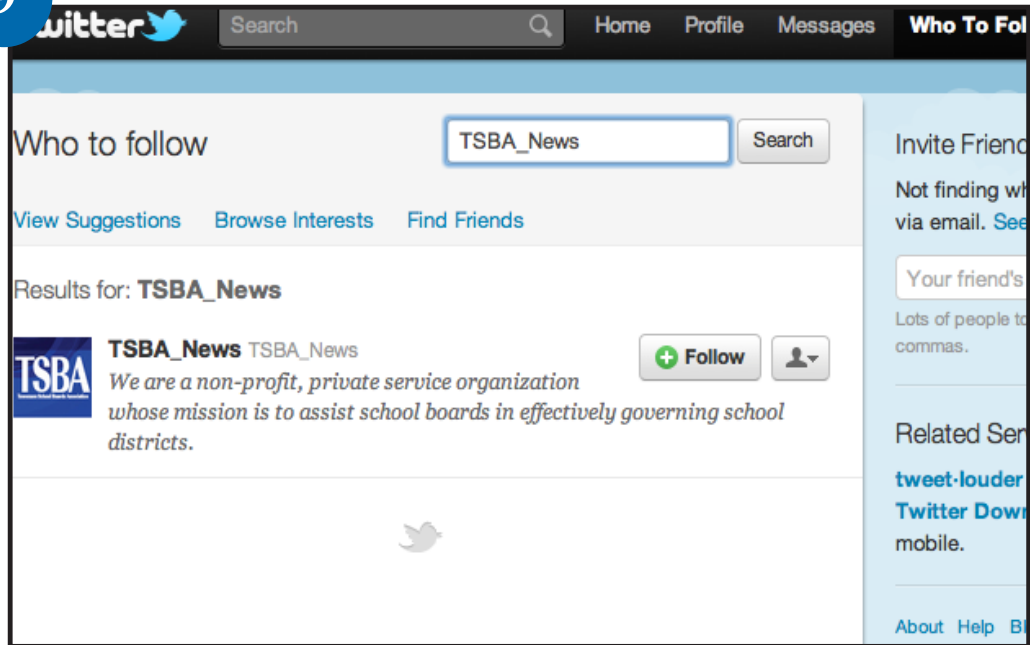 twitter Search Home Profile Messages Who To Fol
Who to follow TSBA_News Search
View Suggestions Browse Interests Find Friends
Results for: TSBA_News
TSBA
TSBA_News TSBA_News Follow
We are a non-profit, private service organization
whose mission is to assist school boards in effectively governing school
districts.
Invite Friend
Not finding wh
via email. See
Your friend's
Lots of people to
commas.
Related Ser
tweet·louder
Twitter Down
mobile.
About Help Bl